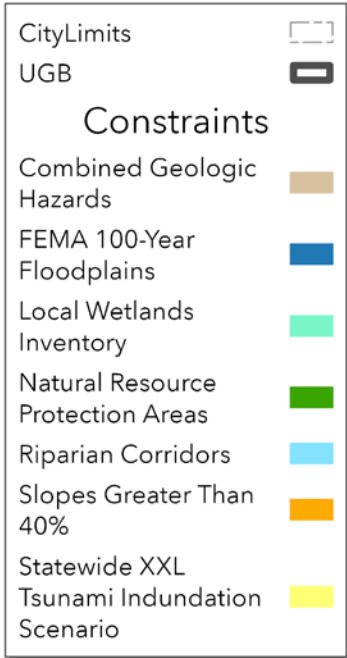 CityLimits
UGB
Constraints
Combined Geologic
Hazards
FEMA 100-Year
Floodplains
Local Wetlands
Inventory
Natural Resource
Protection Areas
Riparian Corridors
Slopes Greater Than
40%
Statewide XXL
Tsunami Indundation
Scenario